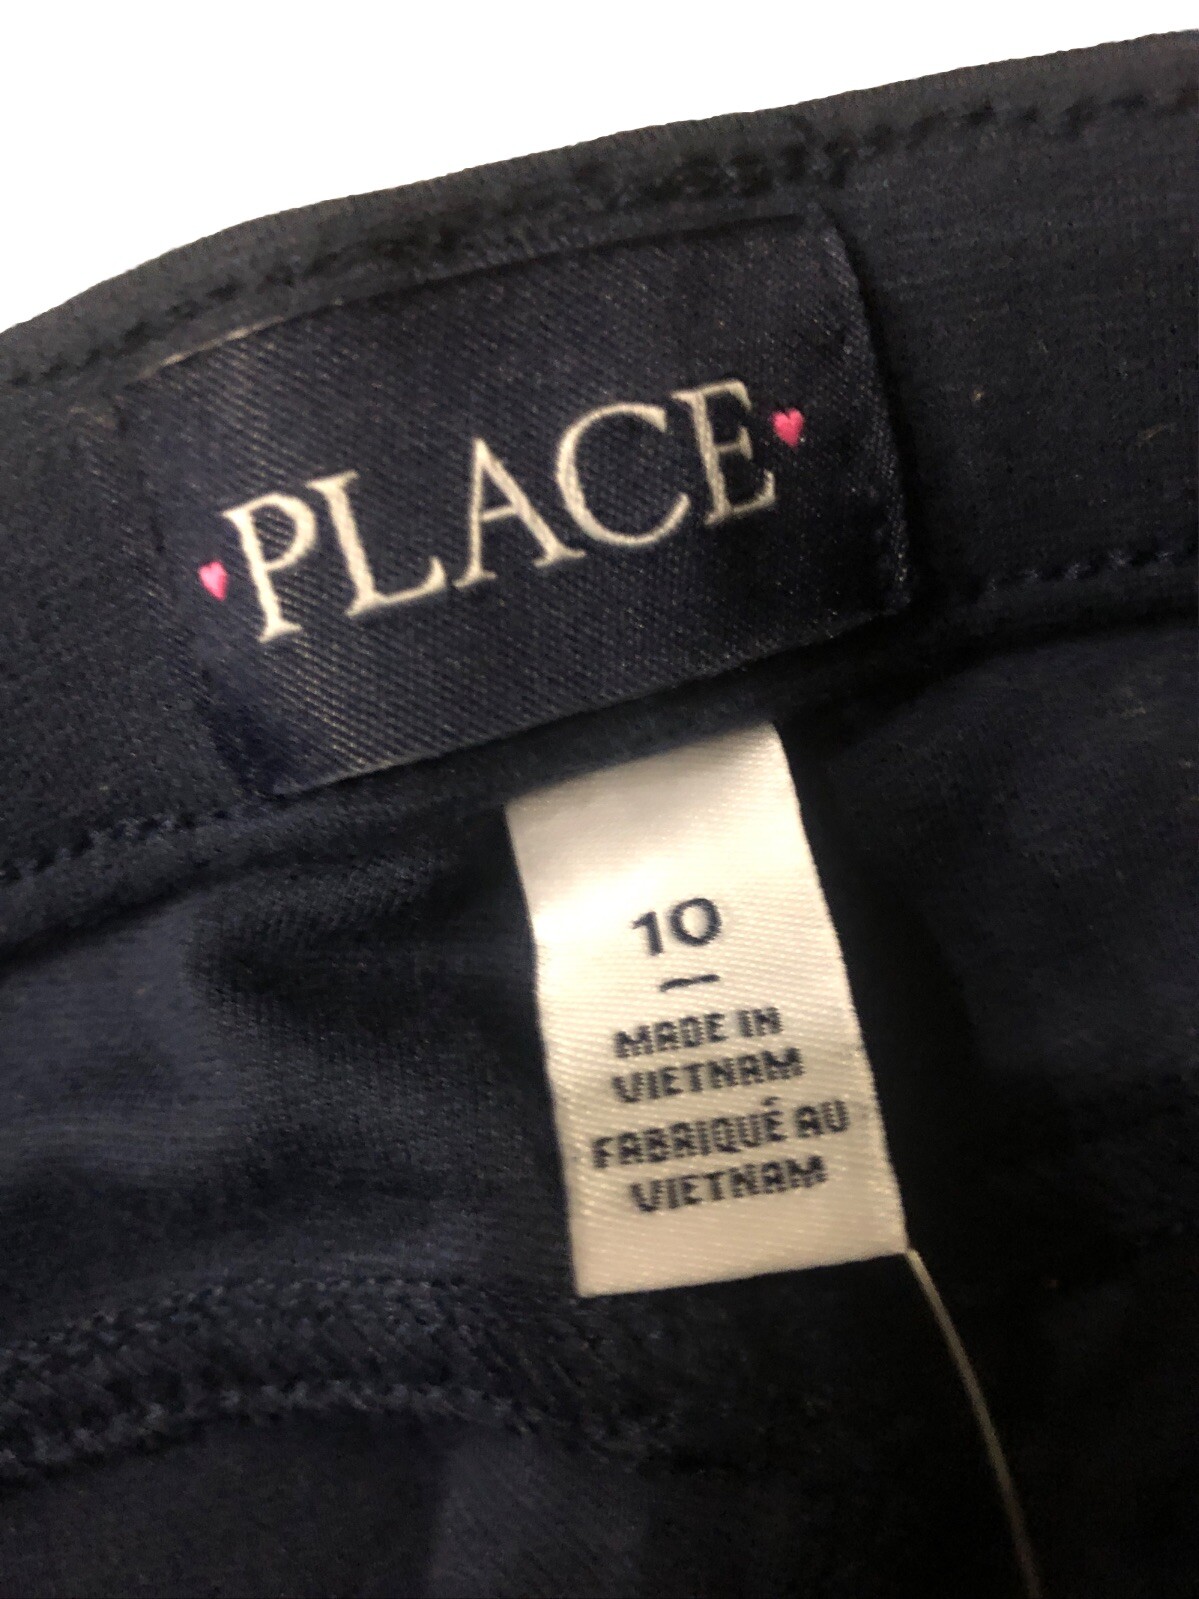 PLACE
10
MADE IN
VIETNAM
FABRIQUÉ AU
VIETNAM